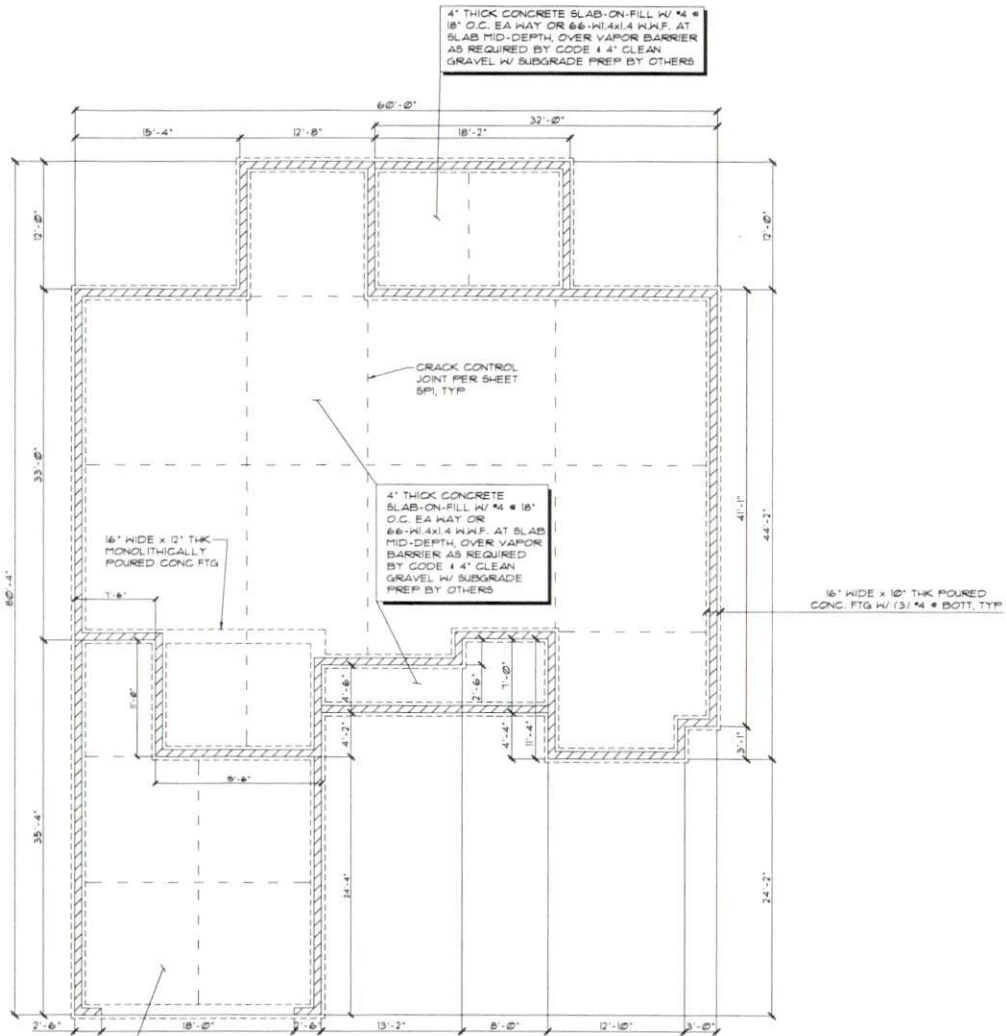 4" THICK CONCRETE SLAB-ON-FILL W/ #4 @
18" O.C. EA WAY OR 66-W1.4x1.4 W.W.F. AT
SLAB MID-DEPTH, OVER VAPOR BARRIER
AS REQUIRED BY CODE & 4" CLEAN
GRAVEL W/ SUBGRADE PREP BY OTHERS
60'-0"
32'-0"
15'-4"
12'-8"
18'-2"
12'-0"
12'-0"
CRACK CONTROL
JOINT PER SHEET
SP1, TYP
33'-0"
41'-1"
44'-2"
80'-4"
4" THICK CONCRETE
SLAB-ON-FILL W/ #4 @ 18"
O.C. EA WAY OR
66-W1.4x1.4 W.W.F. AT SLAB
MID-DEPTH, OVER VAPOR
BARRIER AS REQUIRED
BY CODE & 4" CLEAN
GRAVEL W/ SUBGRADE
PREP BY OTHERS
16" WIDE x 12" THK
MONOLITHICALLY
POURED CONC FTG
7'-6"
16" WIDE x 10" THK POURED
CONC. FTG W/ (3) #4 @ BOTT, TYP
11'-0"
4'-6"
2'-6"
7'-0"
4'-2"
4'-4"
11'-4"
3'-1"
15'-6"
35'-4"
24'-4"
24'-2"
2'-6"
18'-0"
2'-6"
13'-2"
8'-0"
12'-10"
3'-0"